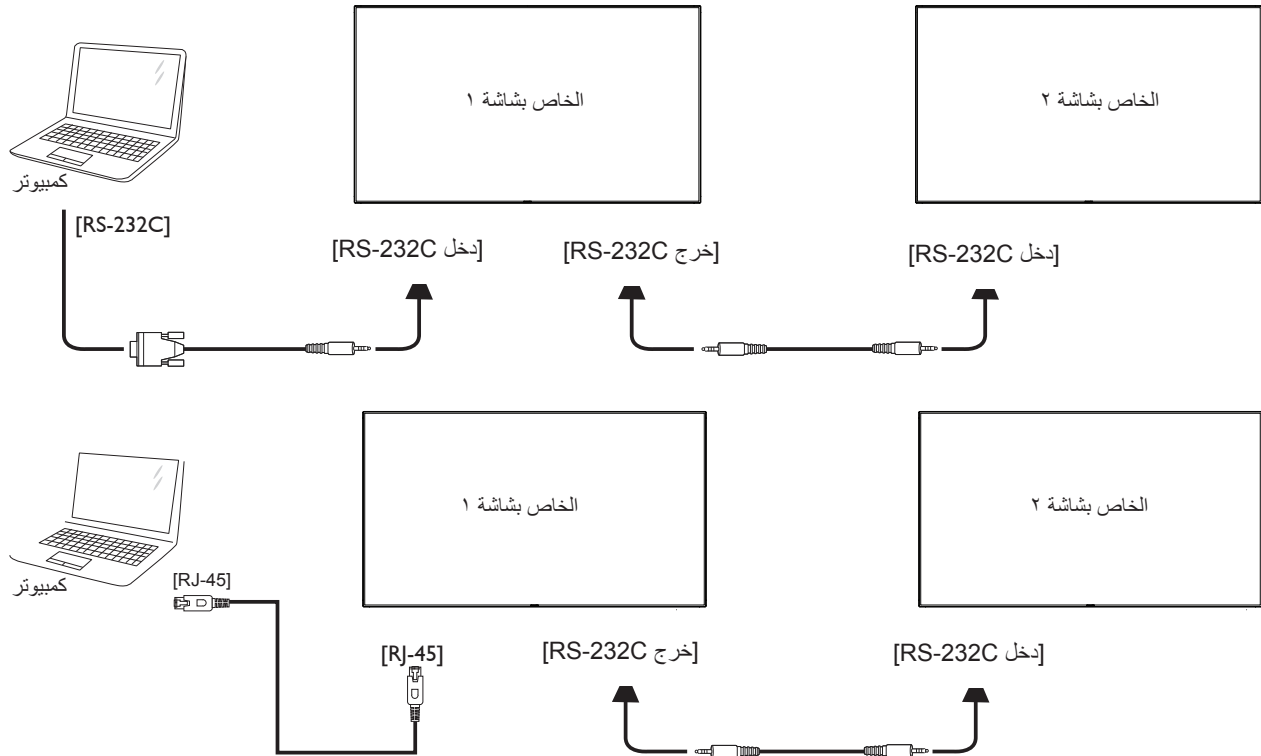 الخاص بشاشة ١
الخاص بشاشة ٢
كمبيوتر
[RS-232C]
[RS-232C دخل]
[RS-232C خرج]
[RS-232C دخل]
الخاص بشاشة ١
الخاص بشاشة ٢
كمبيوتر
[RJ-45]
[RJ-45]
[RS-232C خرج]
[RS-232C دخل]